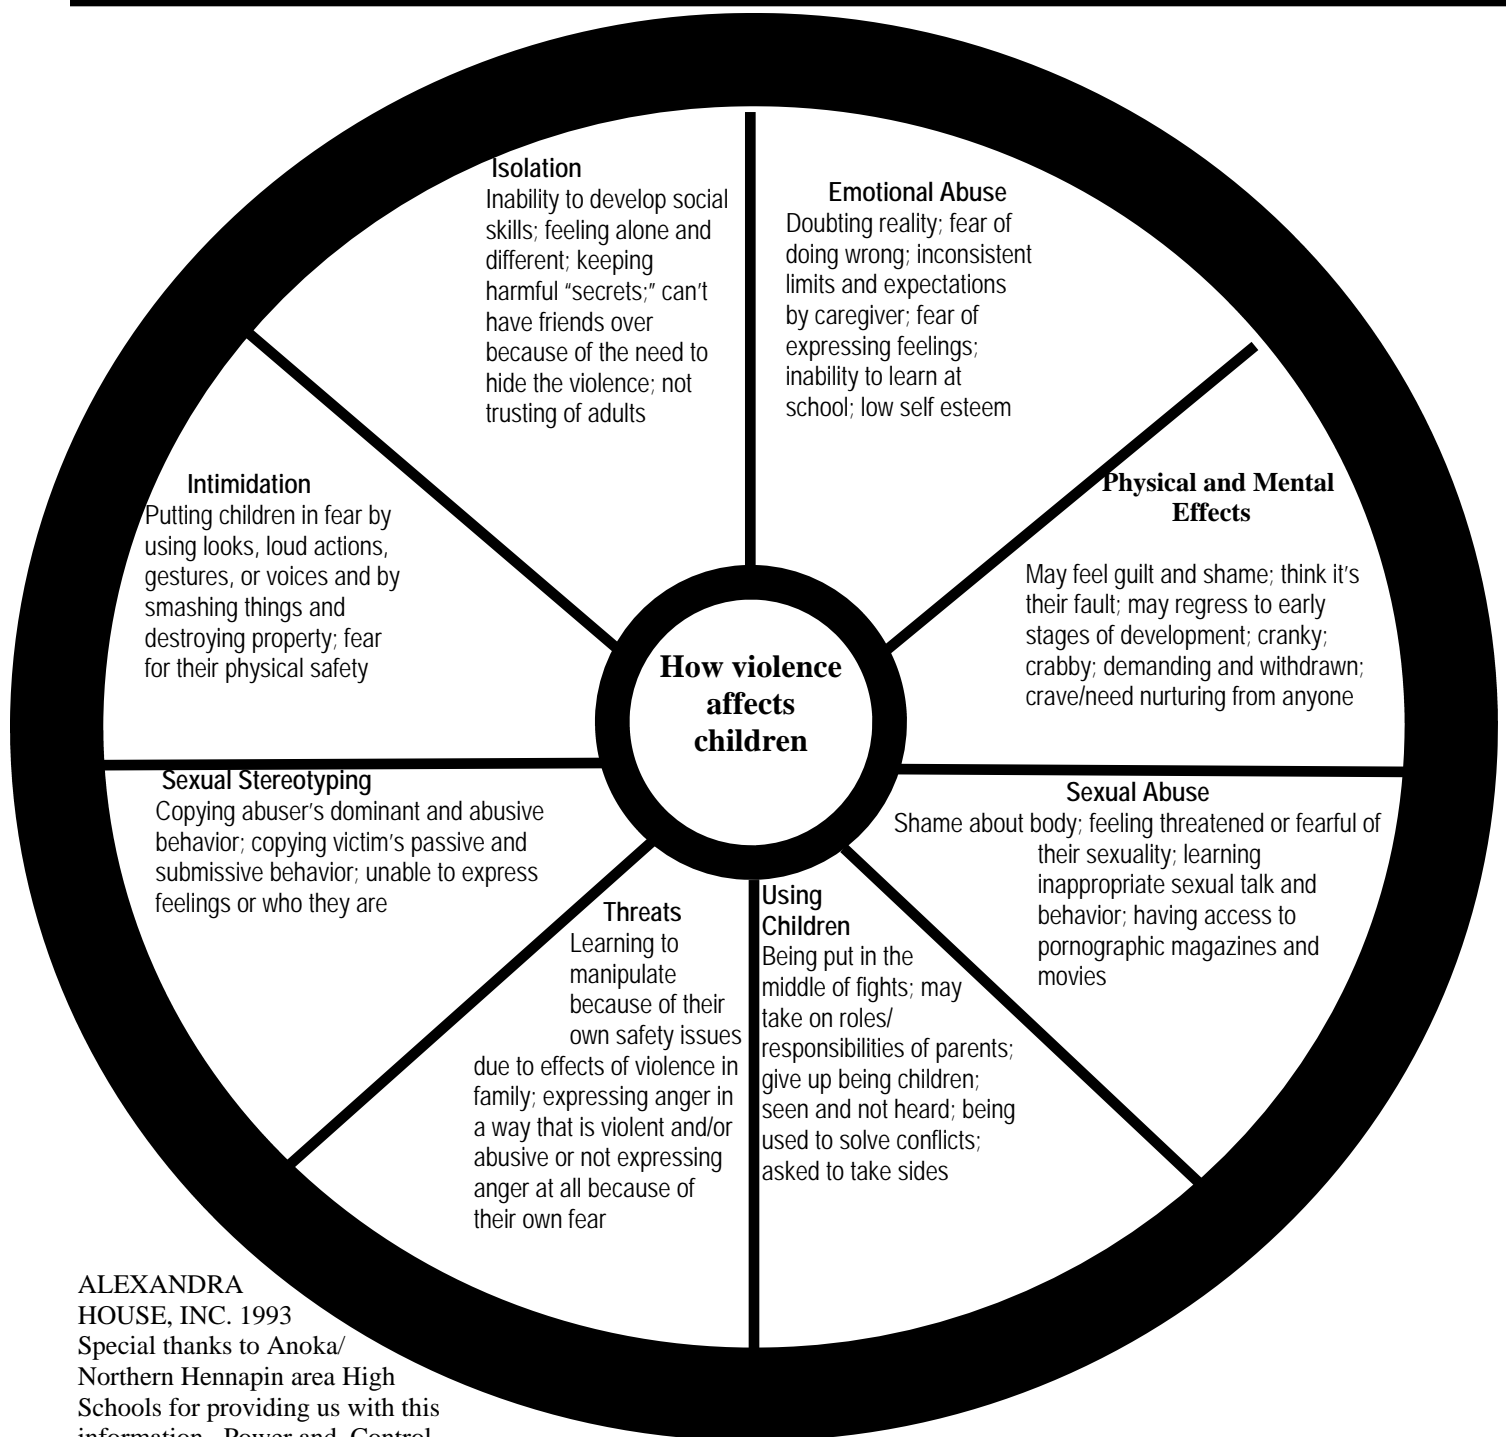 Isolation
Inability to develop social
skills; feeling alone and
different; keeping
harmful “secrets;” can’t
have friends over
because of the need to
hide the violence; not
trusting of adults
Emotional Abuse
Doubting reality; fear of
doing wrong; inconsistent
limits and expectations
by caregiver; fear of
expressing feelings;
inability to learn at
school; low self esteem
Physical and Mental
Effects
May feel guilt and shame; think it’s
their fault; may regress to early
stages of development; cranky;
crabby; demanding and withdrawn;
crave/need nurturing from anyone
Intimidation
Putting children in fear by
using looks, loud actions,
gestures, or voices and by
smashing things and
destroying property; fear
for their physical safety
How violence
affects
children
Sexual Stereotyping
Copying abuser’s dominant and abusive
behavior; copying victim’s passive and
submissive behavior; unable to express
feelings or who they are
Sexual Abuse
Shame about body; feeling threatened or fearful of
their sexuality; learning
inappropriate sexual talk and
behavior; having access to
pornographic magazines and
movies
Threats
Learning to
manipulate
because of their
own safety issues
due to effects of violence in
family; expressing anger in
a way that is violent and/or
abusive or not expressing
anger at all because of
their own fear
Using
Children
Being put in the
middle of fights; may
take on roles/
responsibilities of parents;
give up being children;
seen and not heard; being
used to solve conflicts;
asked to take sides
ALEXANDRA
HOUSE, INC. 1993
Special thanks to Anoka/
Northern Hennapin area High
Schools for providing us with this
information. Power and Control